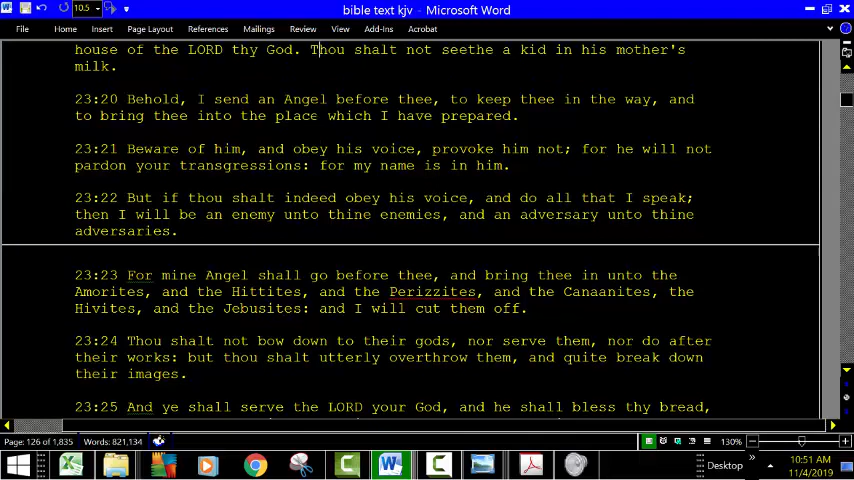 10.5
bible text kjv - Microsoft Word
File Home Insert Page Layout References Mailings Review View Add-Ins Acrobat
house of the LORD thy God. Thou shalt not seethe a kid in his mother's
milk.
23:20 Behold, I send an Angel before thee, to keep thee in the way, and
to bring thee into the place which I have prepared.
23:21 Beware of him, and obey his voice, provoke him not; for he will not
pardon your transgressions: for my name is in him.
23:22 But if thou shalt indeed obey his voice, and do all that I speak;
then I will be an enemy unto thine enemies, and an adversary unto thine
adversaries.
23:23 For mine Angel shall go before thee, and bring thee in unto the
Amorites, and the Hittites, and the Perizzites, and the Canaanites, the
Hivites, and the Jebusites: and I will cut them off.
23:24 Thou shalt not bow down to their gods, nor serve them, nor do after
their works: but thou shalt utterly overthrow them, and quite break down
their images.
23:25 And ye shall serve the LORD your God, and he shall bless thy bread,
Page: 126 of 1,835 Words: 821,134 130%
Desktop 10:51 AM
11/4/2019